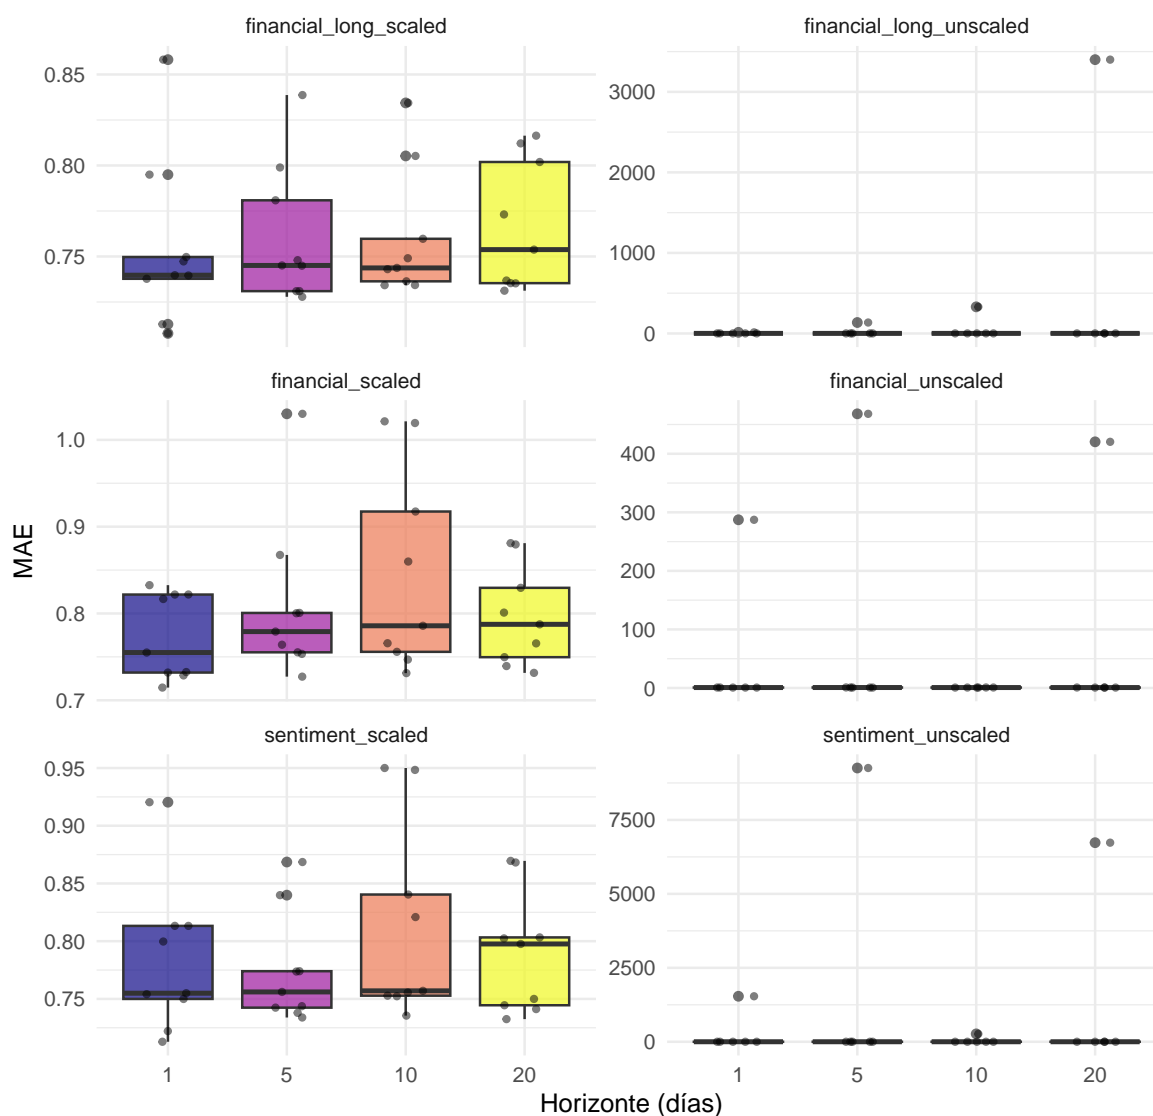 financial_long_scaled
financial_long_unscaled
0.85
0.80
0.75
3000
2000
1000
0
financial_scaled
financial_unscaled
1.0
0.9
0.8
0.7
400
300
200
100
0
sentiment_scaled
sentiment_unscaled
0.95
0.90
0.85
0.80
0.75
7500
5000
2500
0
1 5 10 20
1 5 10 20
MAE
Horizonte (días)